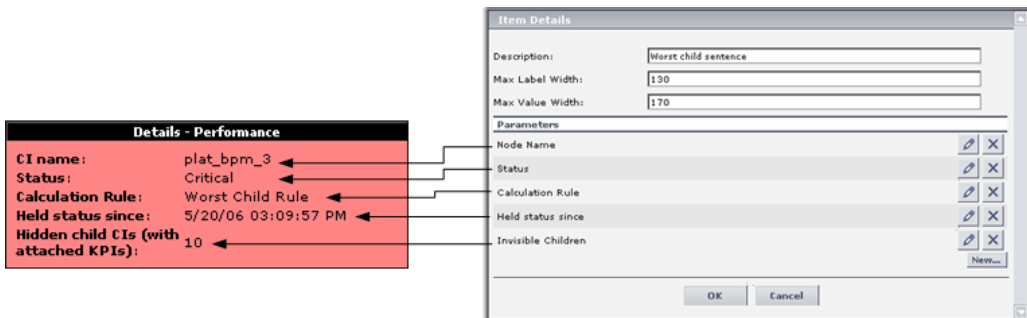 Details - Performance
CI name: plat_bpm_3
Status: Critical
Calculation Rule: Worst Child Rule
Held status since: 5/20/06 03:09:57 PM
Hidden child CIs (with
attached KPIs): 10
Item Details
Description: Worst child sentence
Max Label Width: 130
Max Value Width: 170
Parameters
Node Name
Status
Calculation Rule
Held status since
Invisible Children
New...
OK Cancel